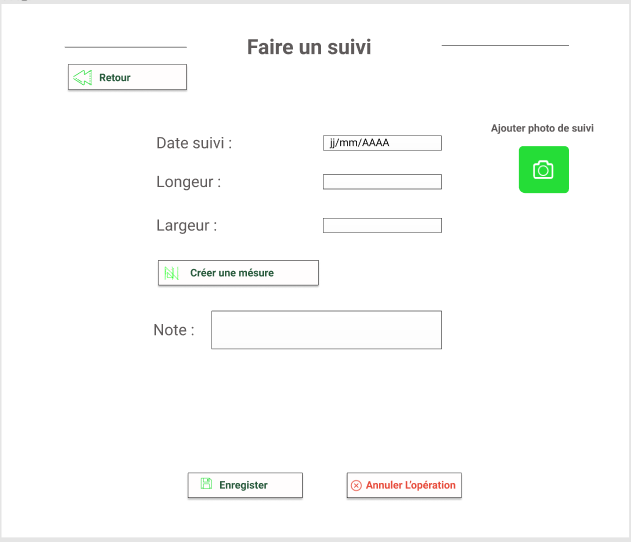 Faire un suivi
Retour
Ajouter photo de suivi
Date suivi :
jj/mm/AAAA
Longeur :
Largeur :
Créer une mésure
Note :
Enregister
Annuler L'opération